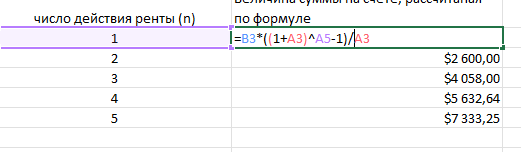 Величина суммы на счете, рассчитаная
число действия ренты (n) по формуле
1 =B3*((1+A3)^A5-1)/A3
2 $2 600,00
3 $4 058,00
4 $5 632,64
5 $7 333,25